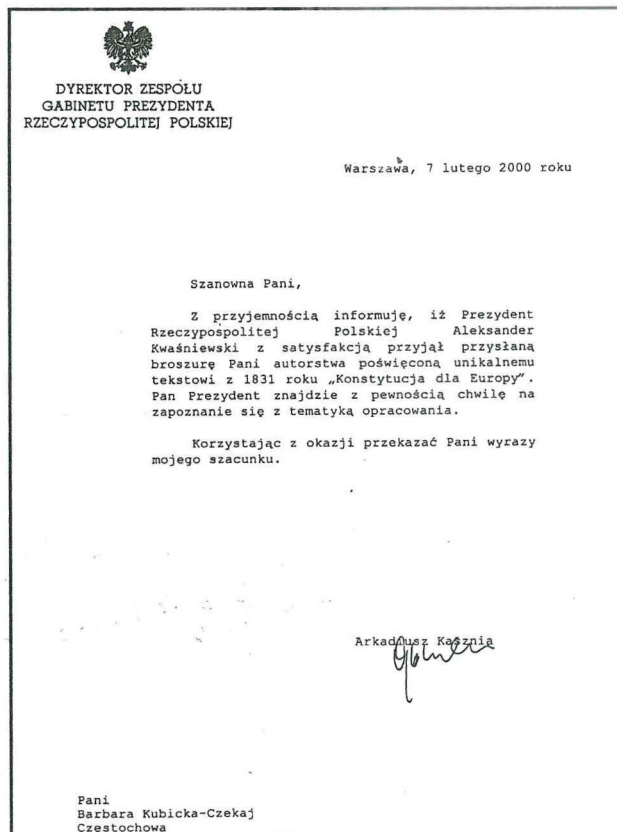 DYREKTOR ZESPOŁU
GABINETU PREZYDENTA
RZECZYPOSPOLITEJ POLSKIEJ
Warszawa, 7 lutego 2000 roku
Szanowna Pani,
Z przyjemnością informuję, iż Prezydent
Rzeczypospolitej Polskiej Aleksander
Kwaśniewski z satysfakcją przyjął przysłaną
broszurę Pani autorstwa poświęconą unikalnemu
tekstowi z 1831 roku „Konstytucja dla Europy".
Pan Prezydent znajdzie z pewnością chwilę na
zapoznanie się z tematyką opracowania.
Korzystając z okazji przekazać Pani wyrazy
mojego szacunku.
Arkadiusz
Pani
Barbara Kubicka-Czekaj
Częstochowa